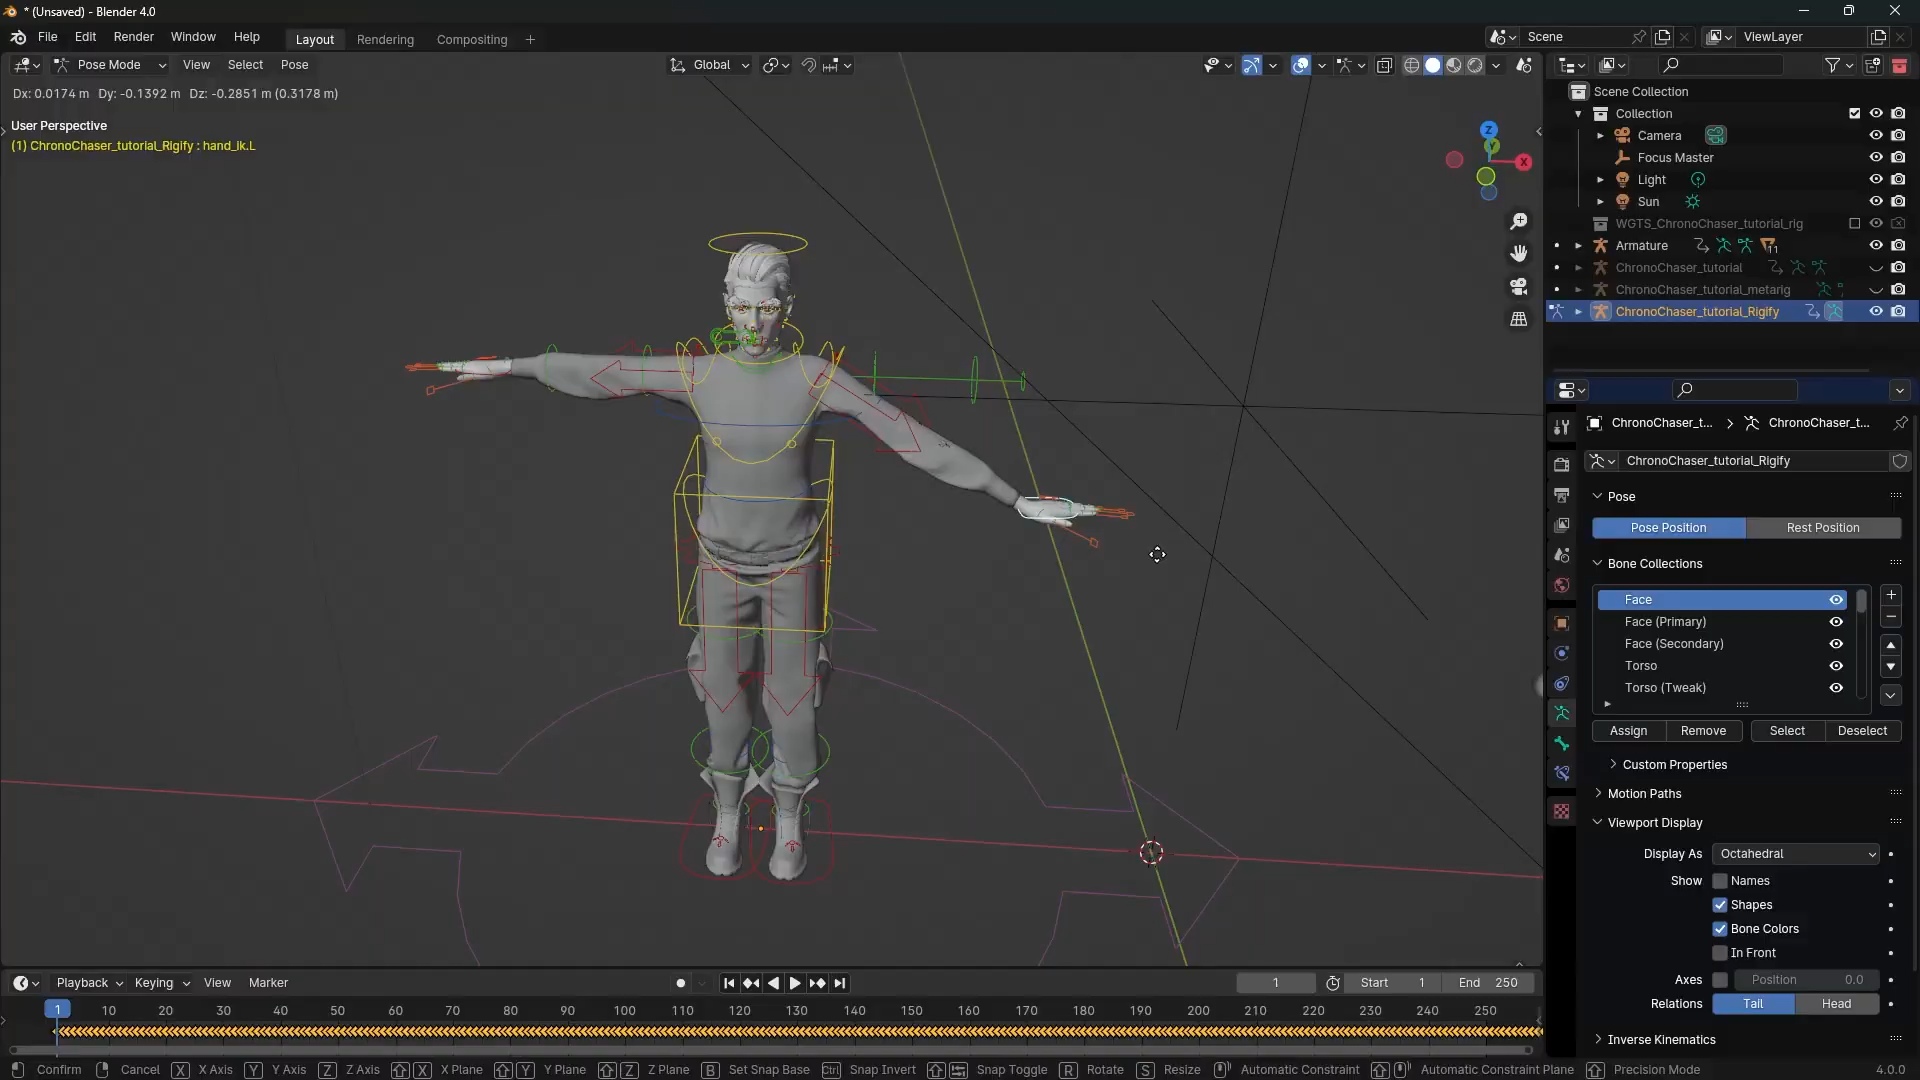 * (Unsaved) - Blender 4.0
File Edit Render Window Help Layout Rendering Compositing + Scene ViewLayer
Pose Mode View Select Pose Global
Dx: 0.0174 m Dy: -0.1392 m Dz: -0.2851 m (0.3178 m)
User Perspective
(1) ChronoChaser_tutorial_Rigify : hand_ik.L
Z
Y
X
Scene Collection
Collection
Camera
Focus Master
Light
Sun
WGTS_ChronoChaser_tutorial_rig
Armature 11
ChronoChaser_tutorial
ChronoChaser_tutorial_metarig
ChronoChaser_tutorial_Rigify
ChronoChaser_t... > ChronoChaser_t...
ChronoChaser_tutorial_Rigify
Pose
Pose Position Rest Position
Bone Collections
Face
Face (Primary)
Face (Secondary)
Torso
Torso (Tweak)
Assign Remove Select Deselect
Custom Properties
Motion Paths
Viewport Display
Display As Octahedral
Show Names
Shapes
Bone Colors
In Front
Axes Position 0.0
Relations Tail Head
Inverse Kinematics
Playback Keying View Marker 1 Start 1 End 250
1 10 20 30 40 50 60 70 80 90 100 110 120 130 140 150 160 170 180 190 200 210 220 230 240 250
Confirm Cancel X X Axis Y Y Axis Z Z Axis X X Plane Y Y Plane Z Z Plane B Set Snap Base Ctrl Snap Invert Snap Toggle R Rotate S Resize Automatic Constraint Automatic Constraint Plane Precision Mode 4.0.0